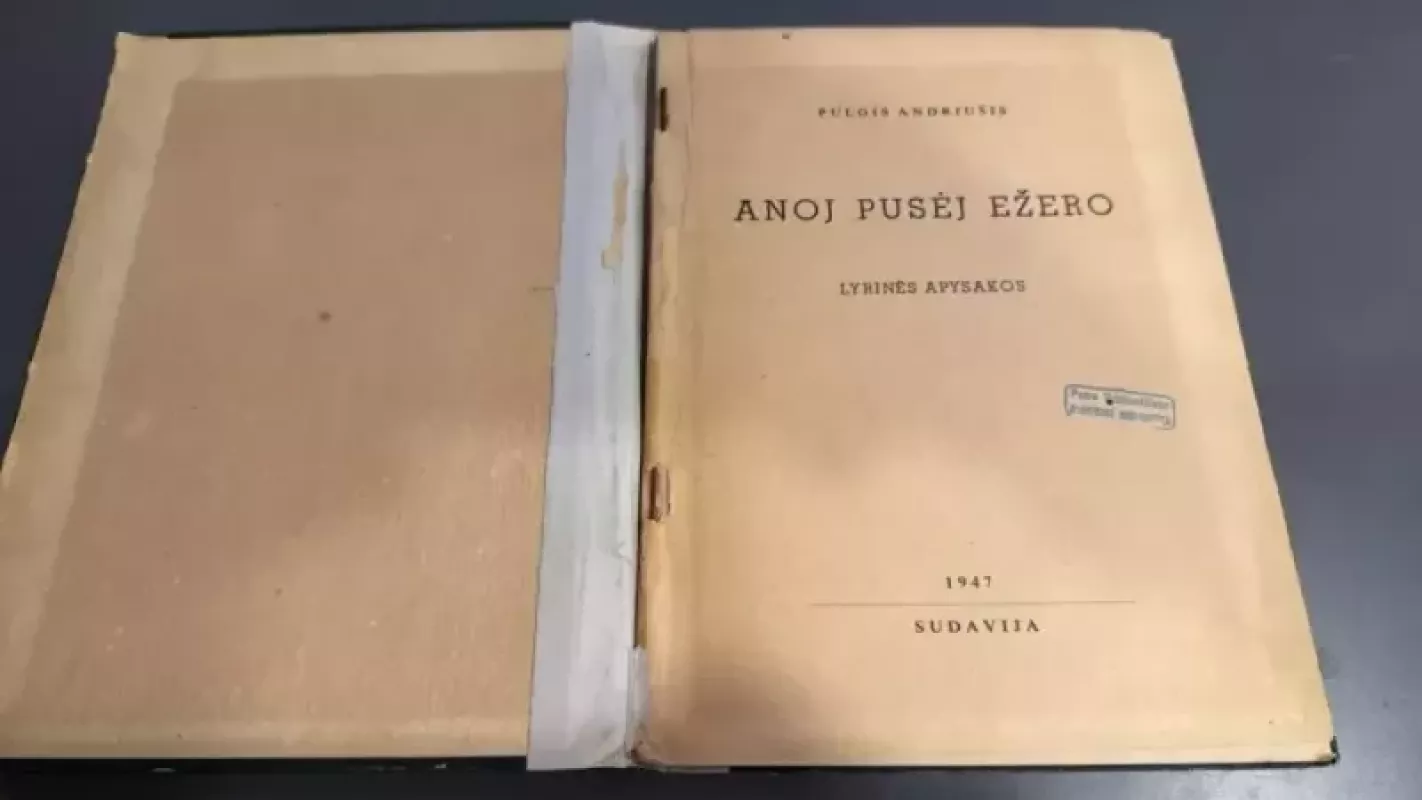 PULGIS ANDRIUŠIS
ANOJ PUSĖJ EŽERO
LYRINĖS APYSAKOS
1947
SUDAVIJA